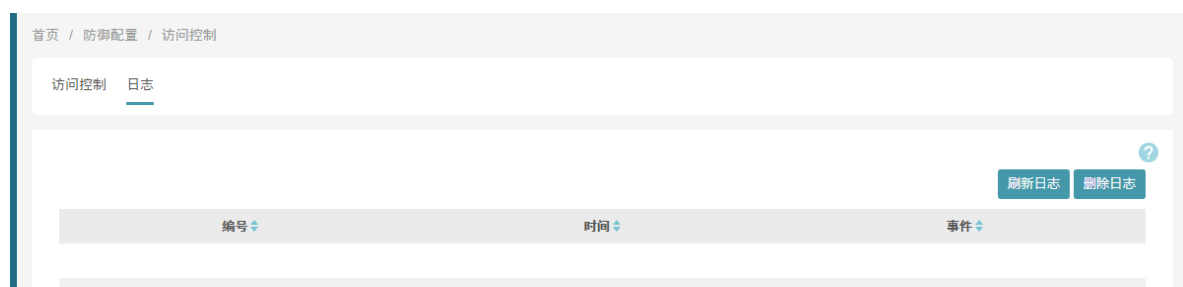 首页 / 防御配置 / 访问控制
访问控制 日志
?
刷新日志 删除日志
编号 时间 事件